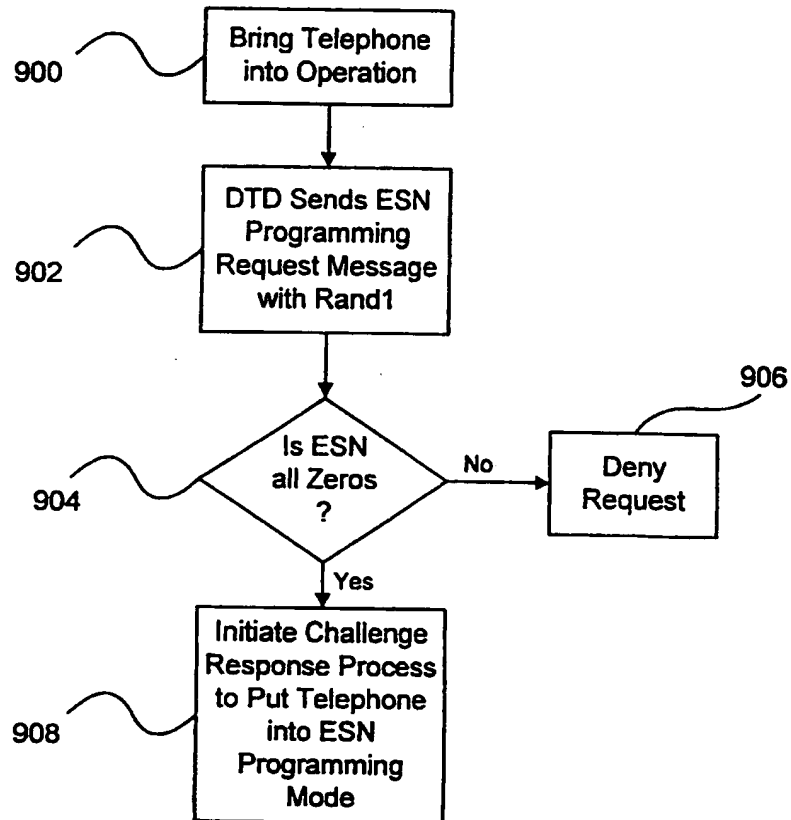 Bring Telephone
into Operation
900
DTD Sends ESN
Programming
Request Message
with Rand1
902
906
Is ESN
all Zeros
?
No
Deny
Request
904
Yes
Initiate Challenge
Response Process
to Put Telephone
into ESN
Programming
Mode
908